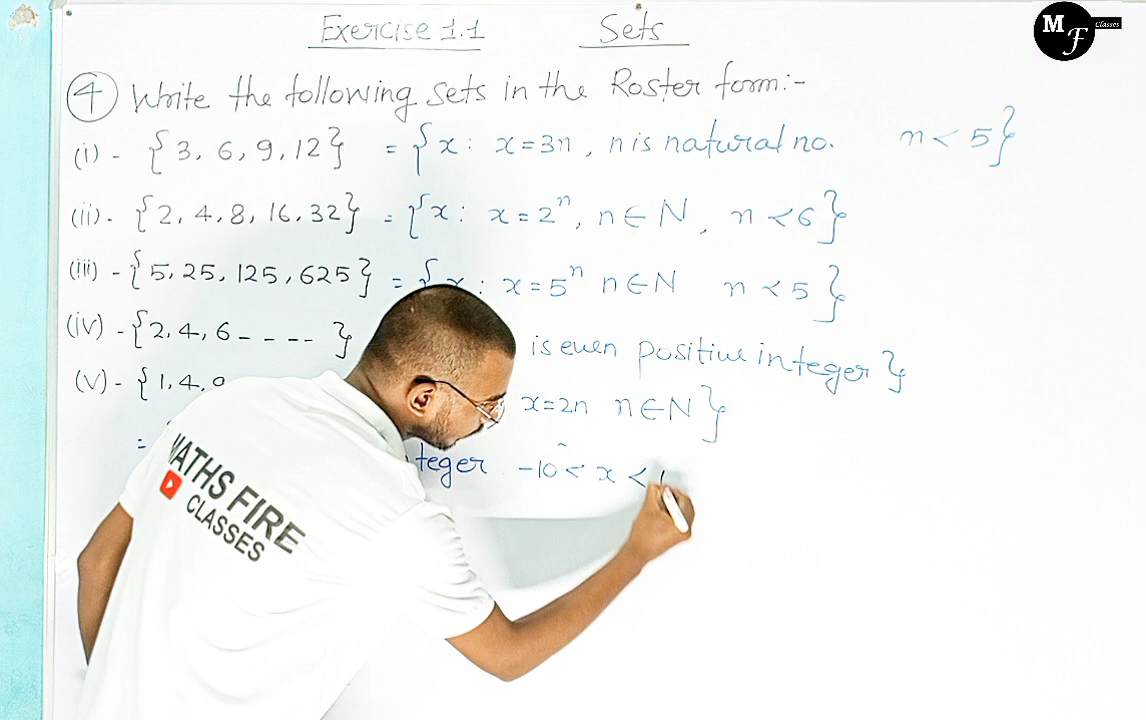 Exercise 1.1 Sets
M F Classes
④ Write the following sets in the Roster form:-
(i) - {3, 6, 9, 12} = {x : x=3n, n is natural no. n < 5}
(ii) - {2, 4, 8, 16, 32} = {x : x = 2ⁿ, n ∈ N, n < 6}
(iii) - {5, 25, 125, 625} = {x : x = 5ⁿ n ∈ N n < 5}
(iv) - {2, 4, 6 - - - - } is even positive integer}
(v) - {1, 4, x=2n n ∈ N}
= teger -10 < x <
MATHS FIRE
CLASSES